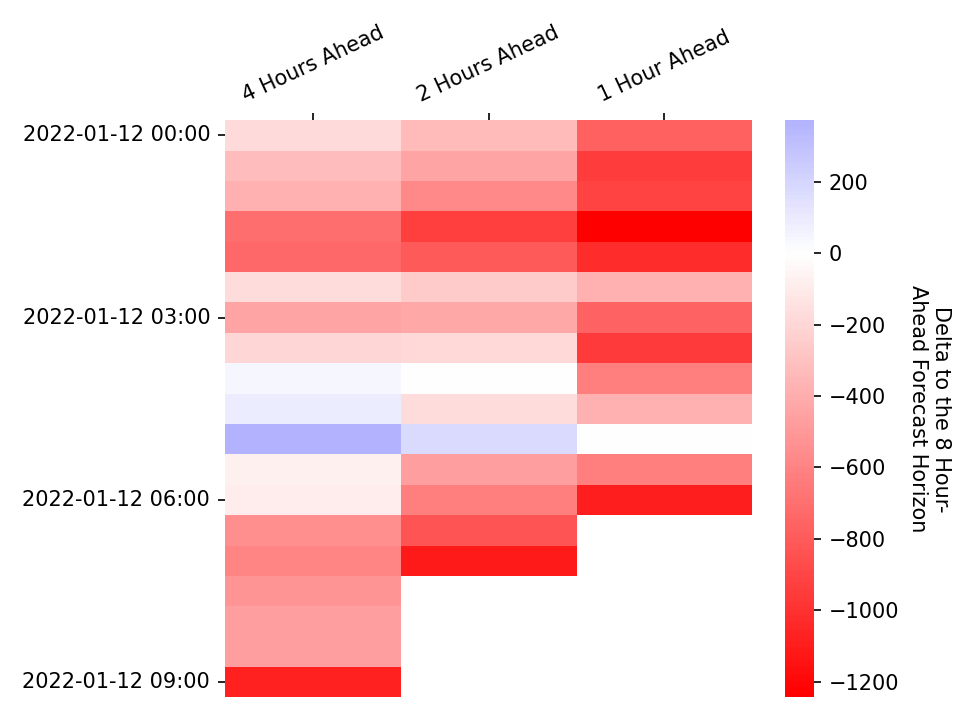 4 Hours Ahead
2 Hours Ahead
1 Hour Ahead
2022-01-12 00:00
2022-01-12 03:00
2022-01-12 06:00
2022-01-12 09:00
200
0
−200
−400
−600
−800
−1000
−1200
Delta to the 8 Hour-
Ahead Forecast Horizon